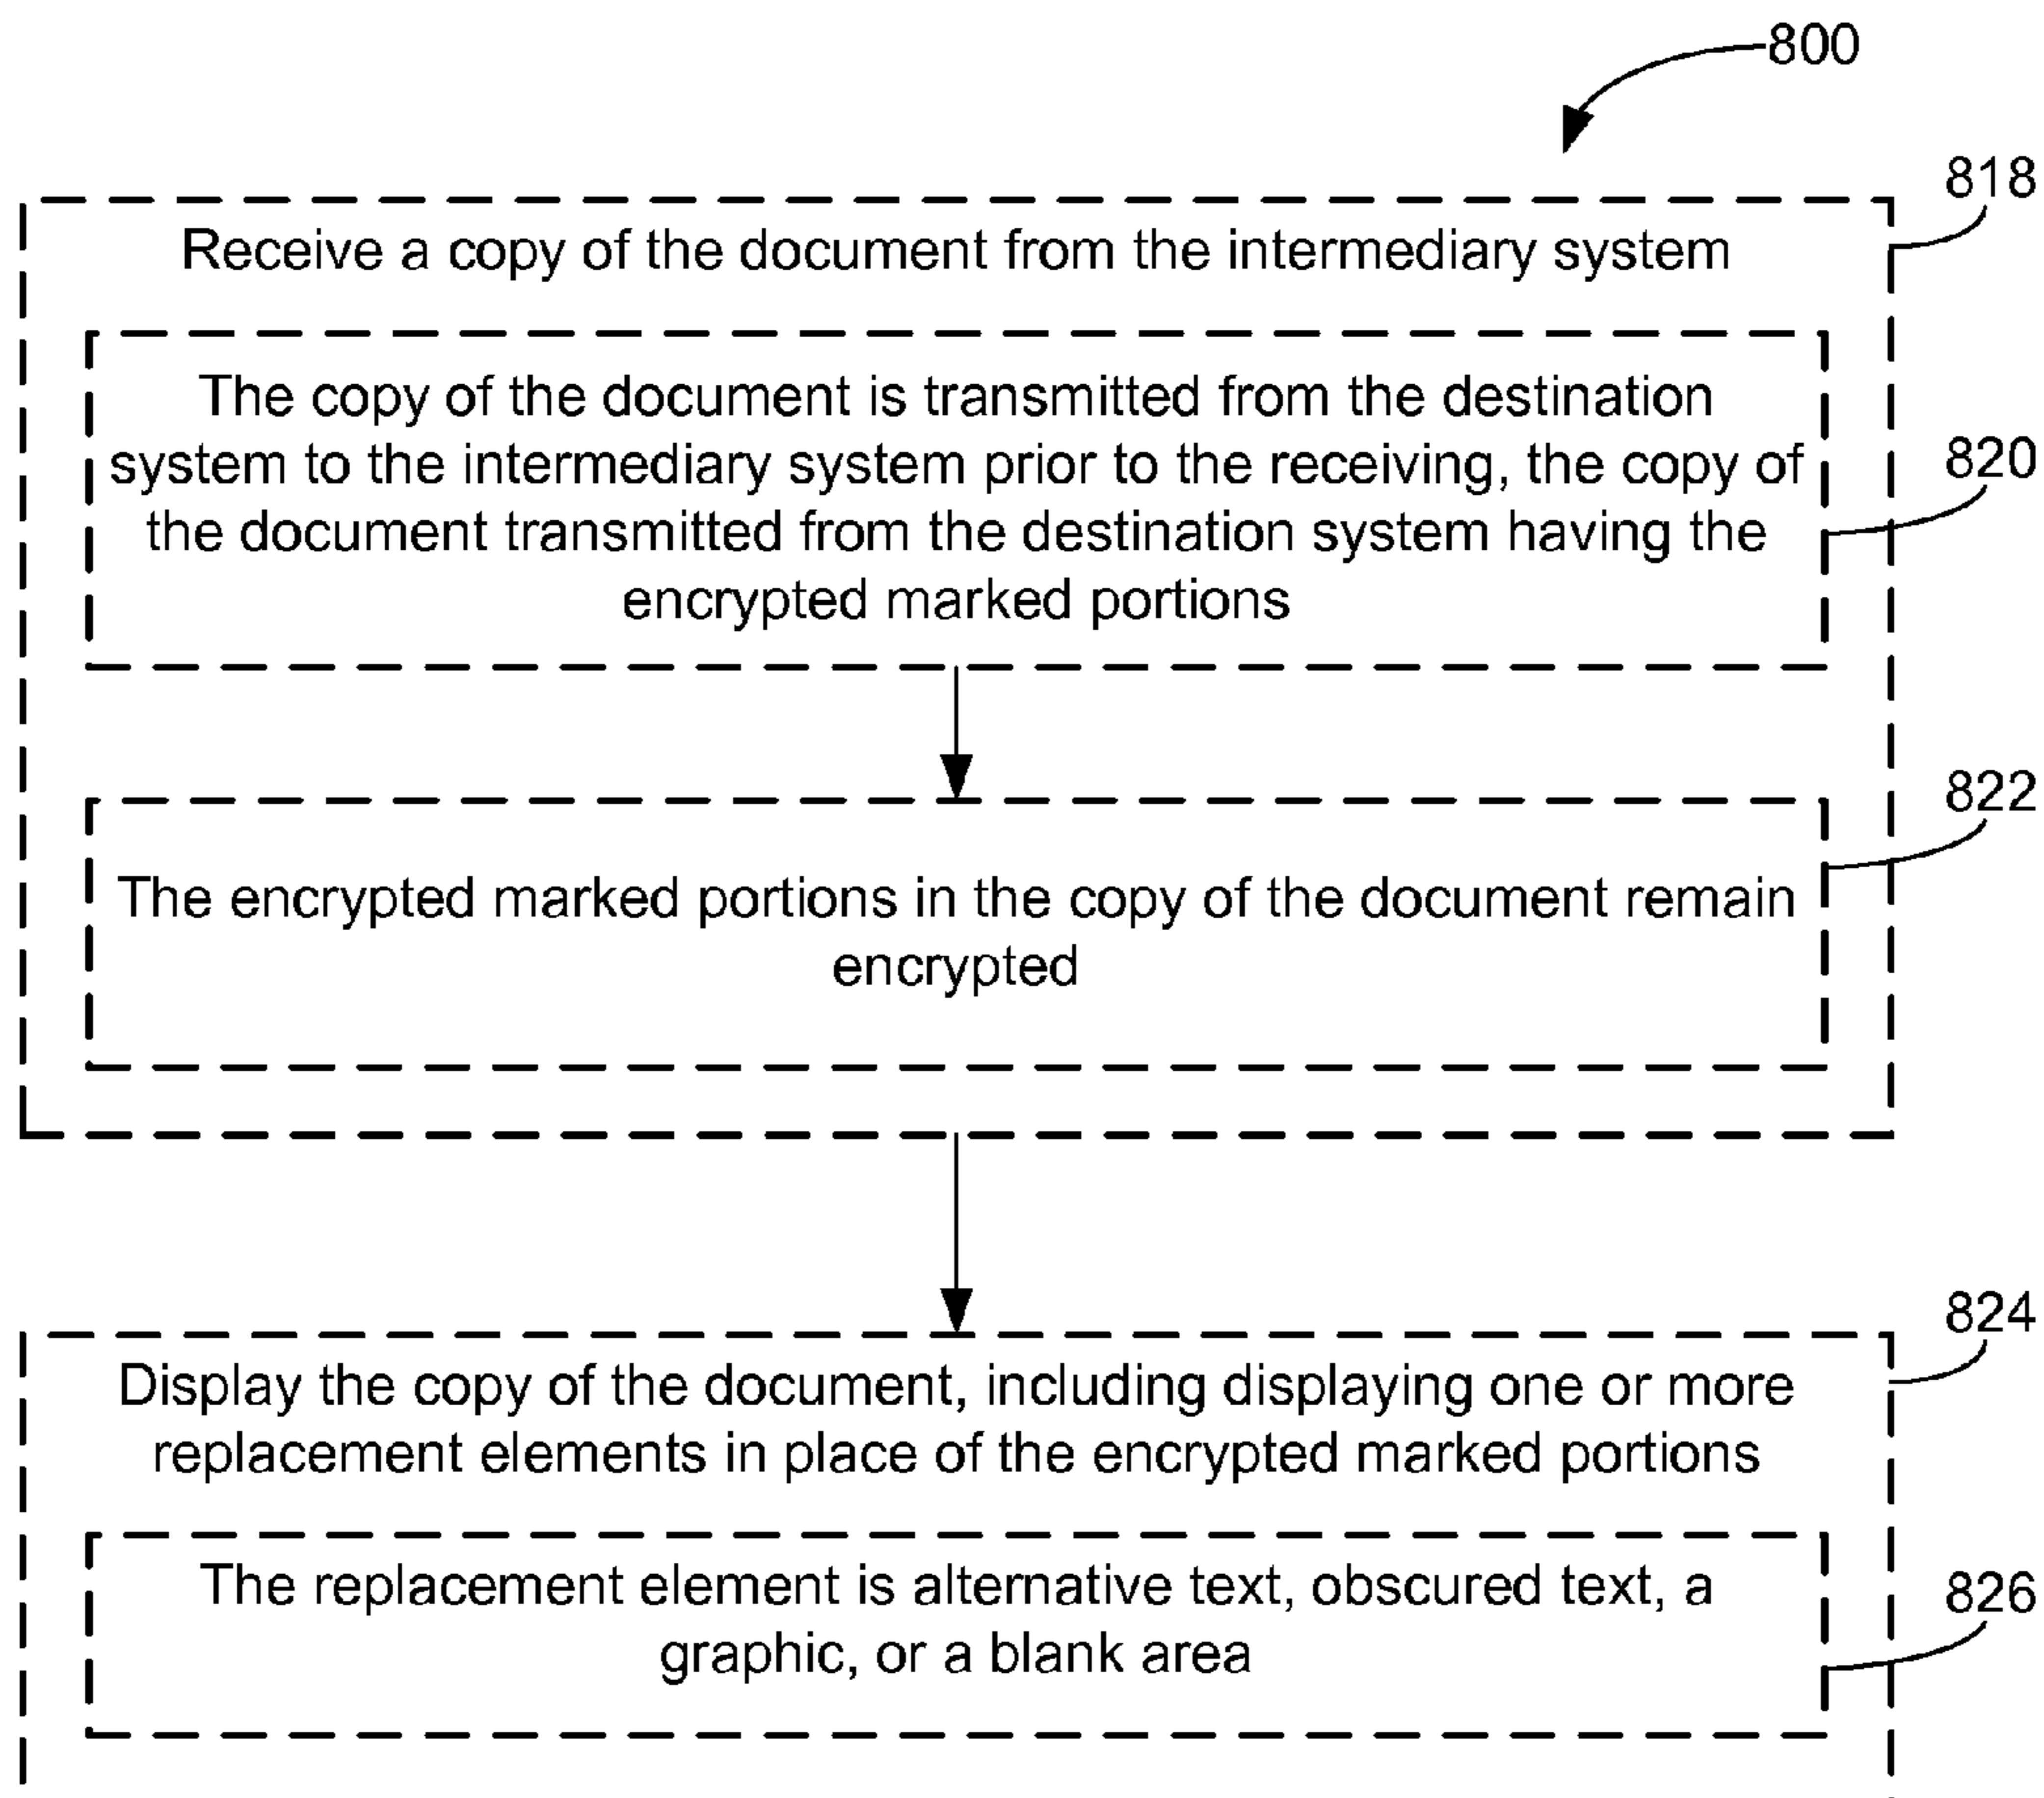 800
818
Receive a copy of the document from the intermediary system
The copy of the document is transmitted from the destination
system to the intermediary system prior to the receiving, the copy of
820
the document transmitted from the destination system having the
encrypted marked portions
822
The encrypted marked portions in the copy of the document remain
encrypted
824
Display the copy of the document, including displaying one or more
replacement elements in place of the encrypted marked portions
The replacement element is alternative text, obscured text, a
826
graphic, or a blank area